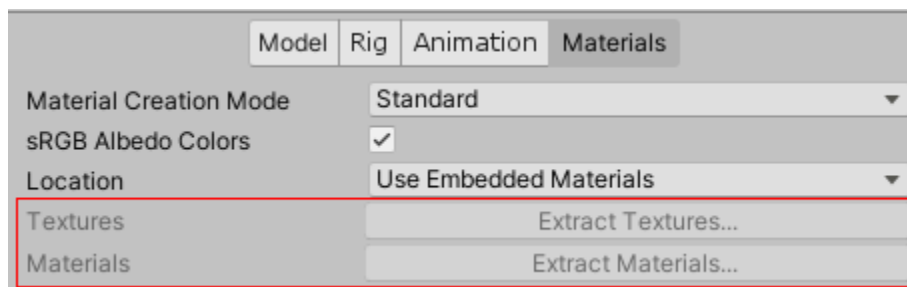 Model Rig Animation Materials
Material Creation Mode Standard
sRGB Albedo Colors
Location Use Embedded Materials
Textures Extract Textures...
Materials Extract Materials...